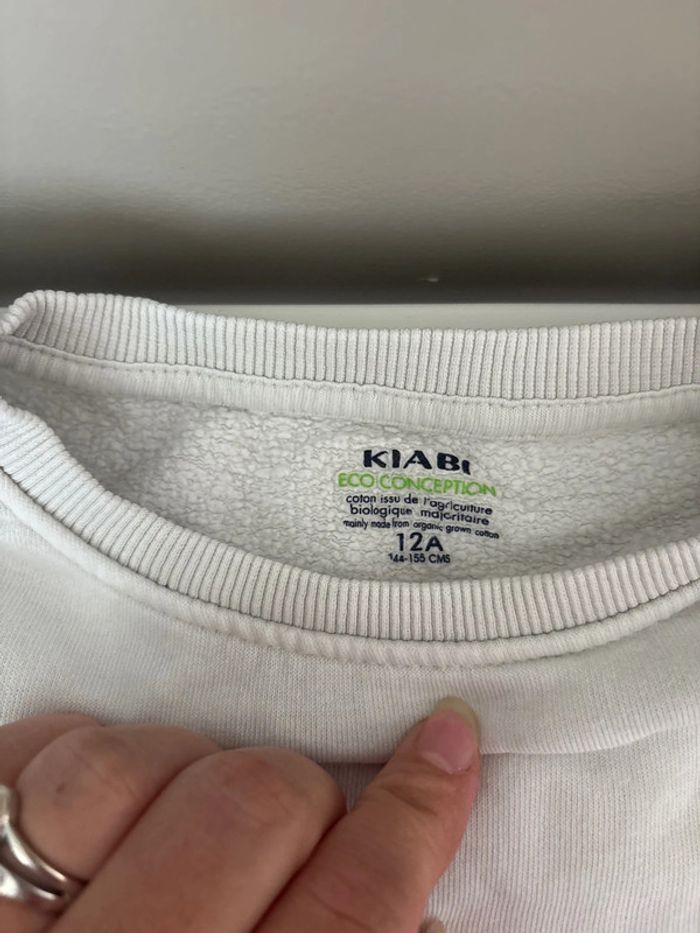 KIABI
ECO CONCEPTION
coton issu de l'agriculture
biologique majoritaire
mainly made from organic grown cotton
12A
144-155 CMS